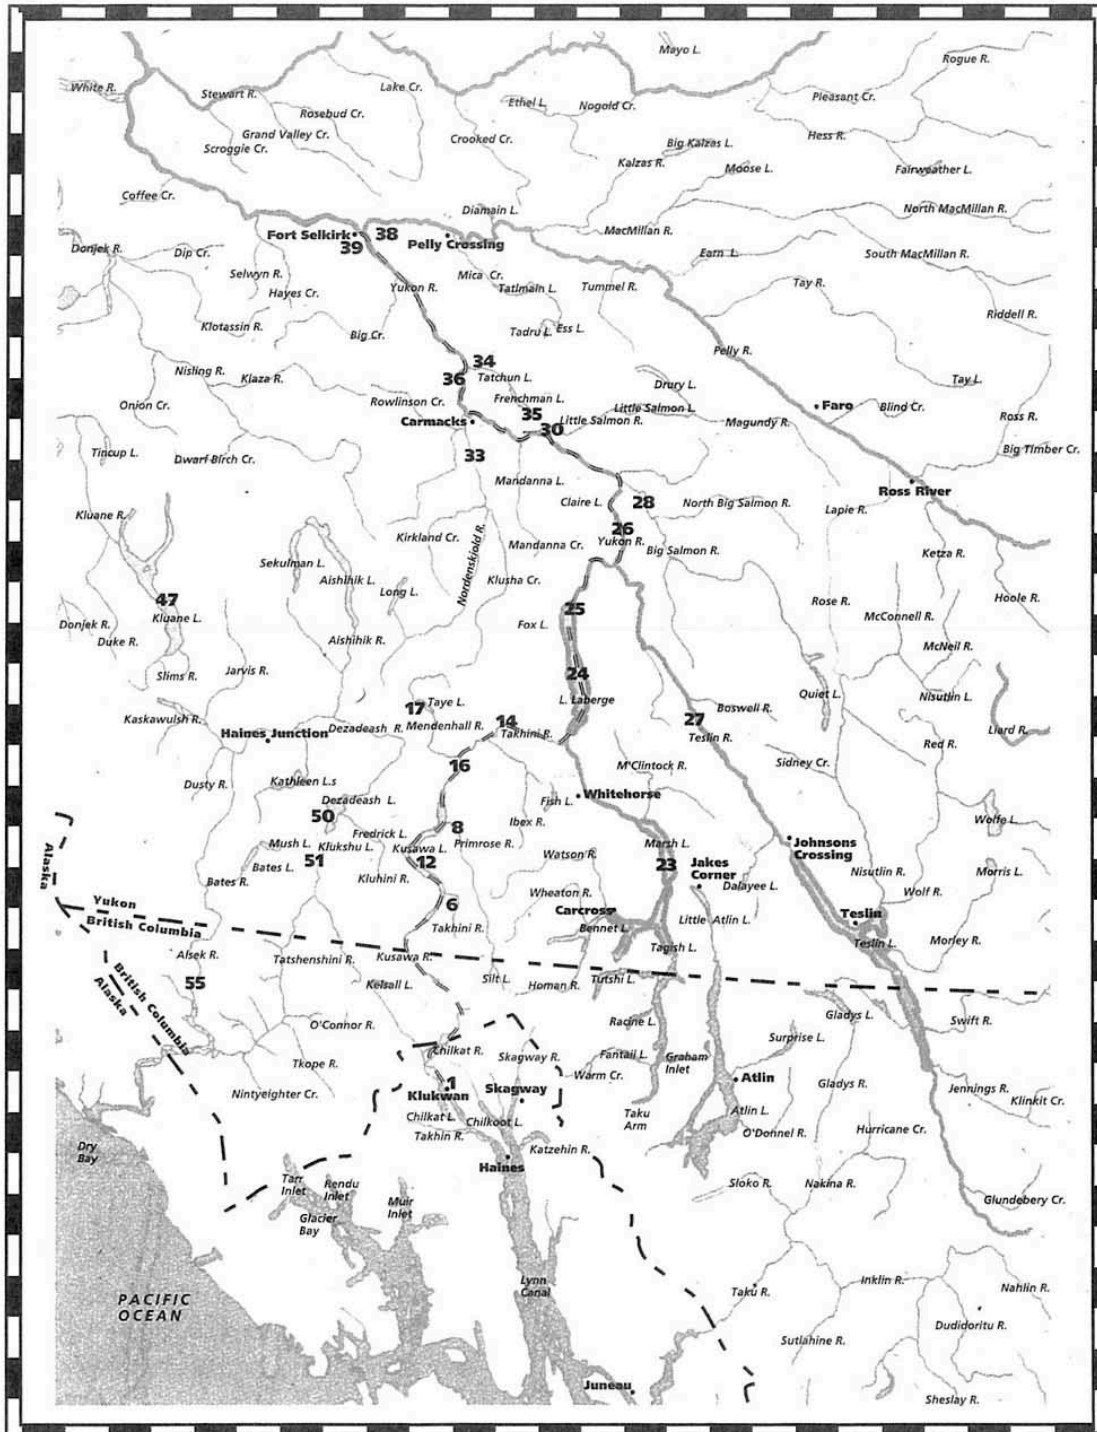 Mayo L.
Rogue R.
White R.
Stewart R.
Lake Cr.
Ethel L.
Nogold Cr.
Pleasant Cr.
Rosebud Cr.
Grand Valley Cr.
Scroggie Cr.
Crooked Cr.
Big Kalzas L.
Hess R.
Kalzas R.
Moose L.
Fairweather L.
Coffee Cr.
Diamain L.
North MacMillan R.
Fort Selkirk
38
39
Pelly Crossing
MacMillan R.
Donjek R.
Dip Cr.
Earn L.
South MacMillan R.
Selwyn R.
Hayes Cr.
Yukon R.
Mica Cr.
Tatlmain L.
Tummel R.
Tay R.
Klotassin R.
Big Cr.
Tadru L.
Ess L.
Riddell R.
Pelly R.
34
36
Tatchun L.
Nisling R.
Klaza R.
Drury L.
Tay L.
Onion Cr.
Rowlinson Cr.
Frenchman L.
35
Little Salmon L.
Faro
Blind Cr.
Carmacks
30
Little Salmon R.
Magundy R.
Ross R.
Tincup L.
Dwarf Birch Cr.
33
Big Timber Cr.
Mandanna L.
Ross River
Kluane R.
Claire L.
28
North Big Salmon R.
Lapie R.
26
Yukon R.
Kirkland Cr.
Nordenskiold R.
Mandanna Cr.
Big Salmon R.
Ketza R.
Sekulman L.
Aishihik L.
Long L.
Klusha Cr.
47
Kluane L.
25
Rose R.
McConnell R.
Hoole R.
Donjek R.
Duke R.
Aishihik R.
Fox L.
McNeil R.
Slims R.
Jarvis R.
24
L. Laberge
Quiet L.
Nisutlin L.
Kaskawulsh R.
17
Taye L.
Mendenhall R.
14
Takhini R.
Boswell R.
27
Teslin R.
Liard R.
Haines Junction
Dezadeash R.
Red R.
16
M'Clintock R.
Sidney Cr.
Dusty R.
Kathleen L.s
Fish L.
Whitehorse
Dezadeash L.
50
8
Ibex R.
Wolfe L.
Alaska
Mush L.
Klukshu L.
Fredrick L.
Kusawa L.
Primrose R.
Marsh L.
Johnsons
Crossing
51
Bates L.
12
Watson R.
23
Jakes
Corner
Bates R.
Kluhini R.
Wheaton R.
Dalayee L.
Nisutlin R.
Wolf R.
Morris L.
Yukon
British Columbia
6
Takhini R.
Carcross
Bennet L.
Little Atlin L.
Teslin
Teslin L.
Morley R.
Alsek R.
Tatshenshini R.
Kusawa R.
Tagish L.
55
British Columbia
Alaska
Kelsall L.
Silt L.
Homan R.
Tutshi L.
O'Connor R.
Racine L.
Gladys L.
Swift R.
Chilkat R.
Skagway R.
Fantail L.
Graham
Inlet
Surprise L.
Tkope R.
Warm Cr.
Nintyeighter Cr.
1
Klukwan
Skagway
Atlin
Gladys R.
Jennings R.
Klinkit Cr.
Chilkat L.
Chilkoot L.
Taku
Arm
Atlin L.
O'Donnel R.
Hurricane Cr.
Takhin R.
Katzehin R.
Dry
Bay
Haines
Tarr
Inlet
Rendu
Inlet
Muir
Inlet
Glacier
Bay
Sloko R.
Nakina R.
Glundebery Cr.
PACIFIC
OCEAN
Lynn
Canal
Taku R.
Inklin R.
Nahlin R.
Dudidoritu R.
Sutlahine R.
Juneau
Sheslay R.